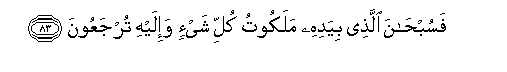 فَسُبْحَـٰنَ ٱلَّذِى بِيَدِهِۦ مَلَكُوتُ كُلِّ شَىْءٍ وَإِلَيْهِ تُرْجَعُونَ ﴿٨٣﴾